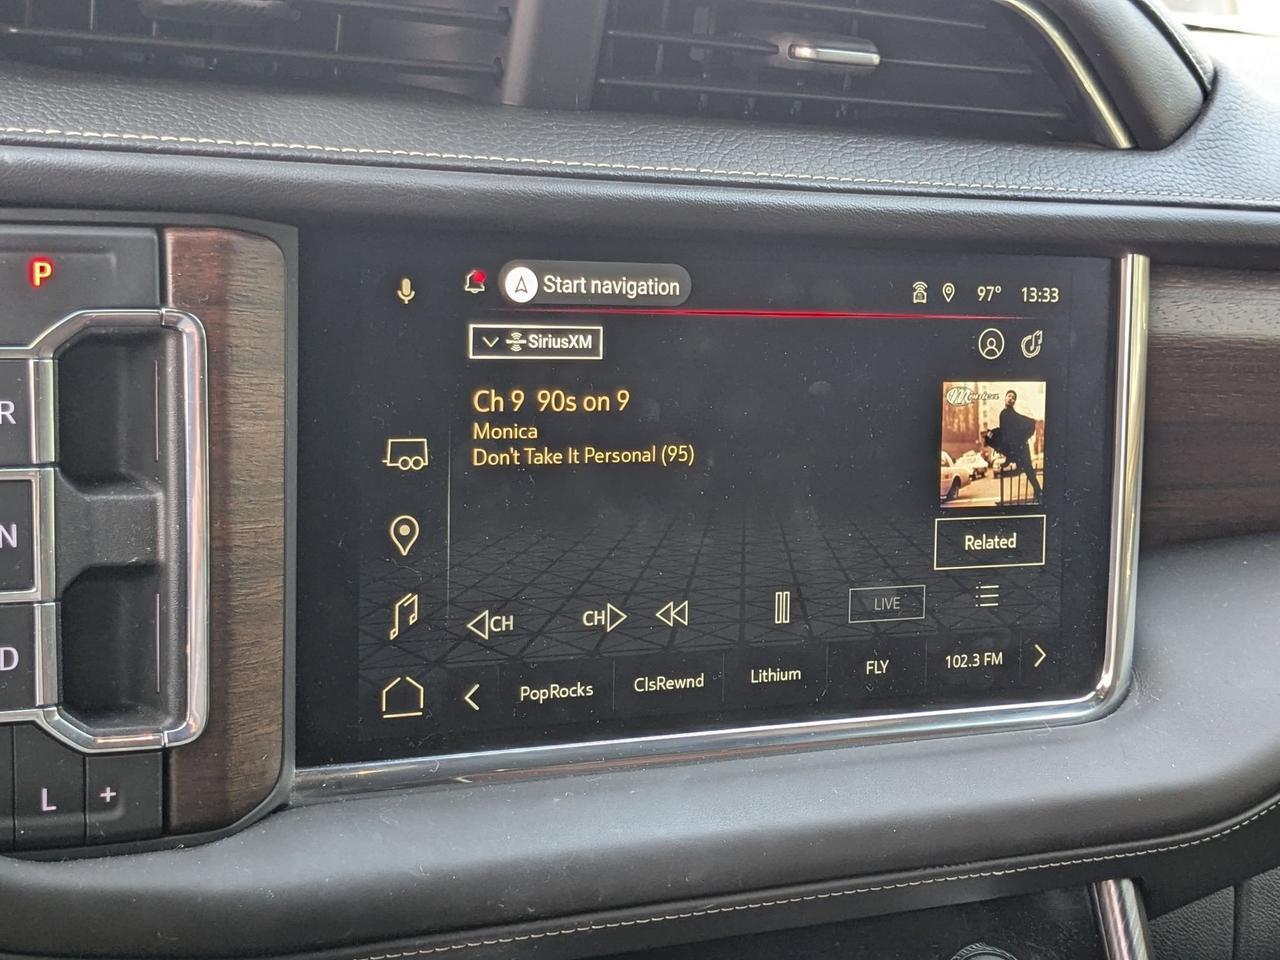 P
R
N
D
L +
Start navigation
97° 13:33
SiriusXM
Ch 9 90s on 9
Monica
Don't Take It Personal (95)
Monica
Related
CH
CH
LIVE
PopRocks
ClsRewnd
Lithium
FLY
102.3 FM